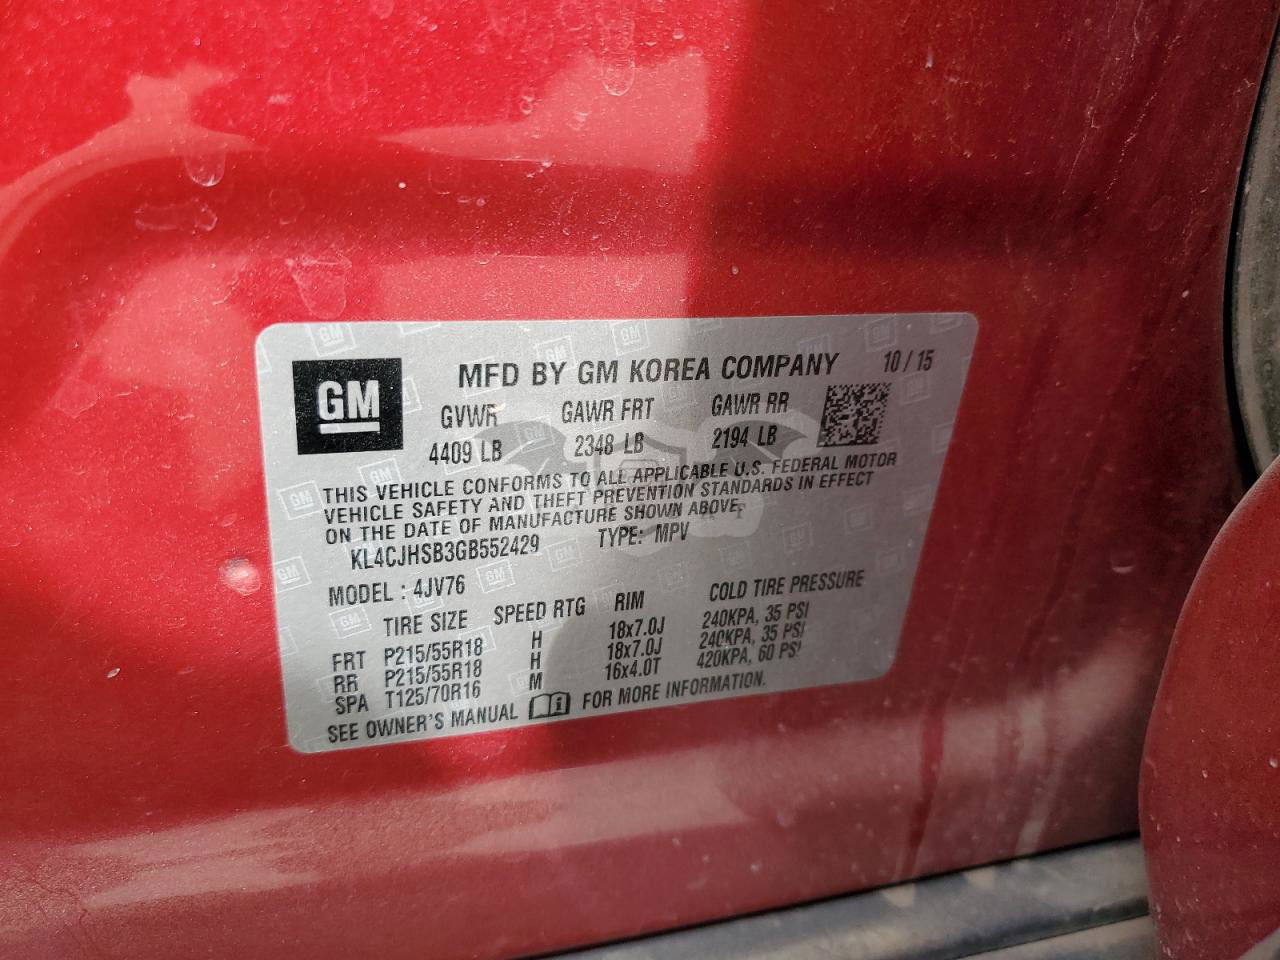 GM
MFD BY GM KOREA COMPANY 10 / 15
GVWR GAWR FRT GAWR RR
4409 LB 2348 LB 2194 LB
THIS VEHICLE CONFORMS TO ALL APPLICABLE U.S. FEDERAL MOTOR
VEHICLE SAFETY AND THEFT PREVENTION STANDARDS IN EFFECT
ON THE DATE OF MANUFACTURE SHOWN ABOVE.
KL4CJHSB3GB552429 TYPE: MPV
MODEL : 4JV76
TIRE SIZE SPEED RTG RIM COLD TIRE PRESSURE
FRT P215/55R18 H 18x7.0J 240KPA, 35 PSI
RR P215/55R18 H 18x7.0J 240KPA, 35 PSI
SPA T125/70R16 M 16x4.0T 420KPA, 60 PSI
SEE OWNER'S MANUAL i FOR MORE INFORMATION.